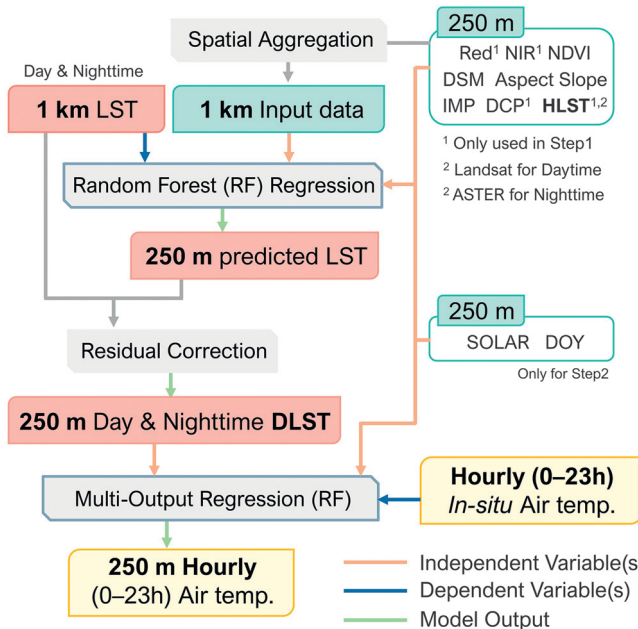 250 m
Spatial Aggregation
Red¹ NIR¹ NDVI
DSM Aspect Slope
IMP DCP¹ HLST¹,²
Day & Nighttime
1 km LST
1 km Input data
¹ Only used in Step1
² Landsat for Daytime
² ASTER for Nighttime
Random Forest (RF) Regression
250 m predicted LST
250 m
SOLAR DOY
Only for Step2
Residual Correction
250 m Day & Nighttime DLST
Multi-Output Regression (RF)
Hourly (0–23h)
In-situ Air temp.
250 m Hourly
(0–23h) Air temp.
Independent Variable(s)
Dependent Variable(s)
Model Output